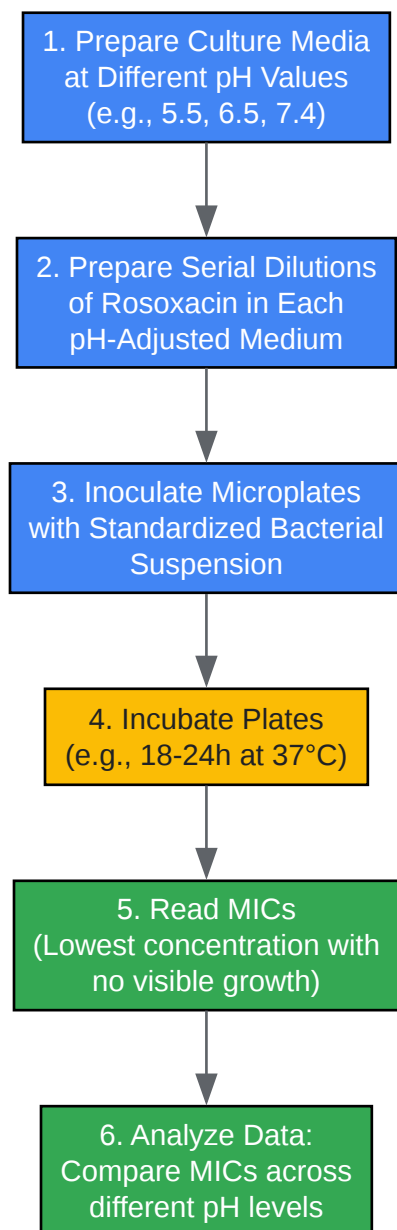 1. Prepare Culture Media
at Different pH Values
(e.g., 5.5, 6.5, 7.4)
2. Prepare Serial Dilutions
of Rosoxacin in Each
pH-Adjusted Medium
3. Inoculate Microplates
with Standardized Bacterial
Suspension
4. Incubate Plates
(e.g., 18-24h at 37°C)
5. Read MICs
(Lowest concentration with
no visible growth)
6. Analyze Data:
Compare MICs across
different pH levels